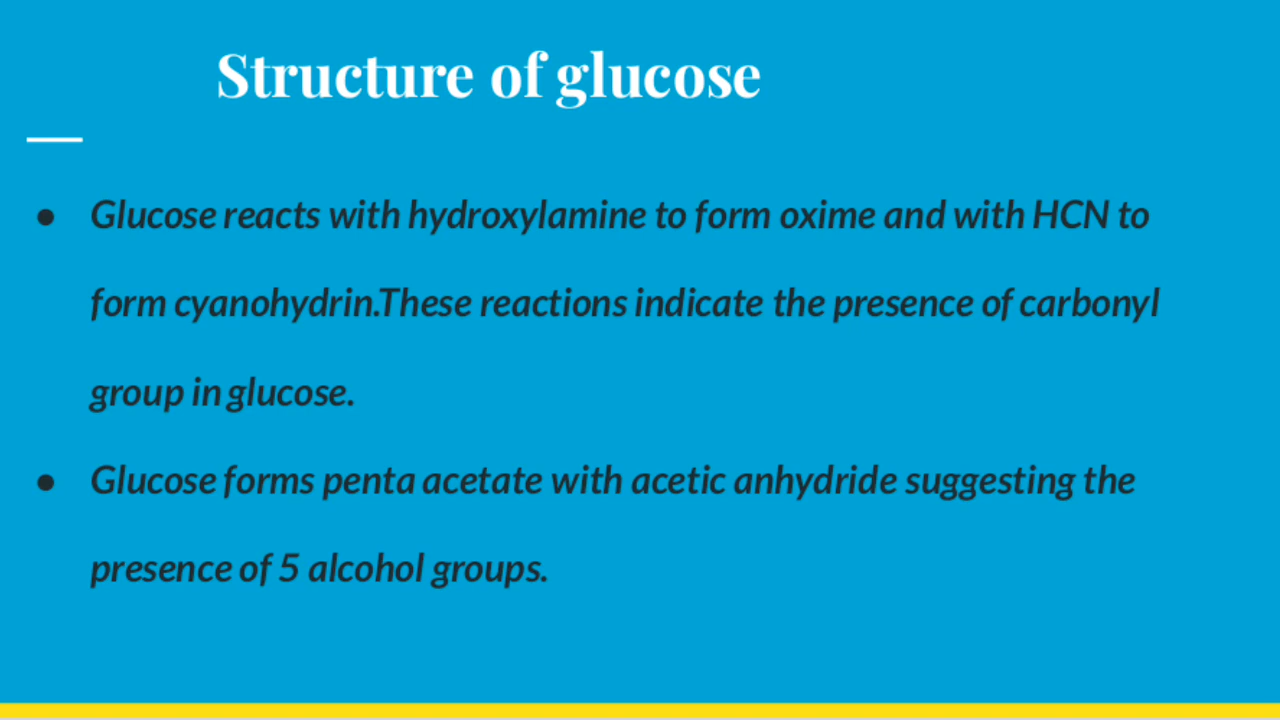 Structure of glucose
● Glucose reacts with hydroxylamine to form oxime and with HCN to
form cyanohydrin.These reactions indicate the presence of carbonyl
group in glucose.
● Glucose forms penta acetate with acetic anhydride suggesting the
presence of 5 alcohol groups.